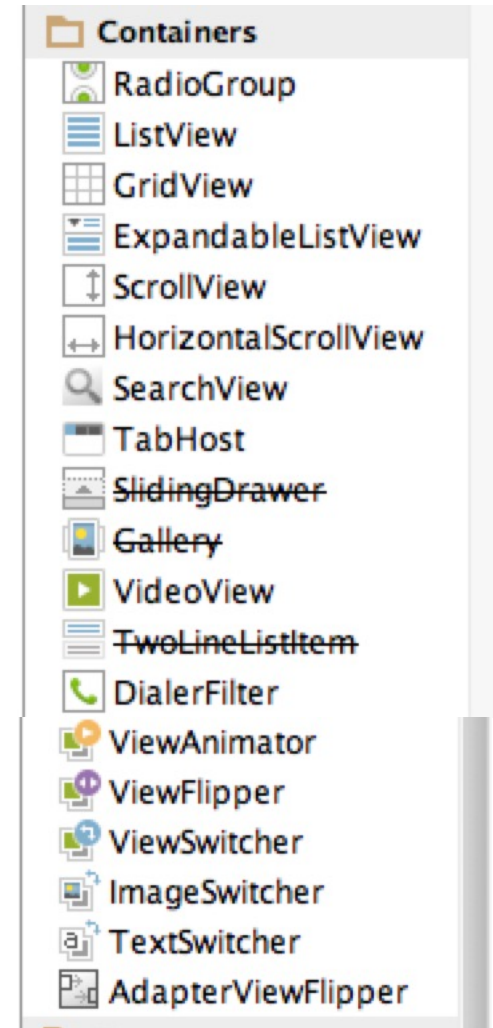 Containers
RadioGroup
ListView
GridView
ExpandableListView
ScrollView
HorizontalScrollView
SearchView
TabHost
SlidingDrawer
Gallery
VideoView
TwoLineListItem
DialerFilter
ViewAnimator
ViewFlipper
ViewSwitcher
ImageSwitcher
TextSwitcher
AdapterViewFlipper